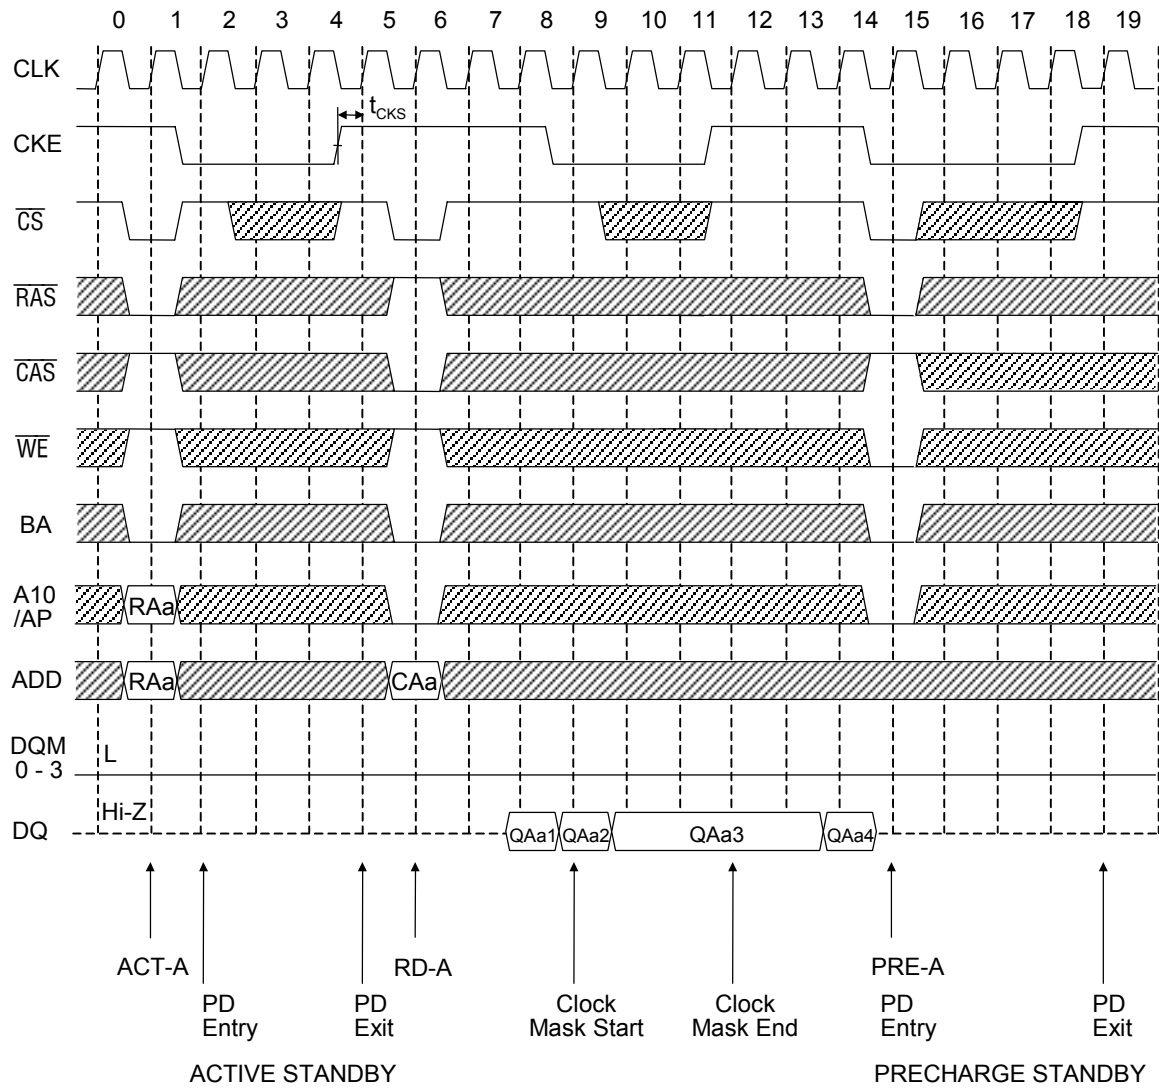 0 1 2 3 4 5 6 7 8 9 10 11 12 13 14 15 16 17 18 19
CLK
tCKS
CKE
CS
RAS
CAS
WE
BA
A10
/AP
RAa
ADD
RAa CAa
DQM
0 - 3
L
Hi-Z
DQ
QAa1 QAa2 QAa3 QAa4
ACT-A RD-A PRE-A
PD
Entry
PD
Exit
Clock
Mask Start
Clock
Mask End
PD
Entry
PD
Exit
ACTIVE STANDBY PRECHARGE STANDBY